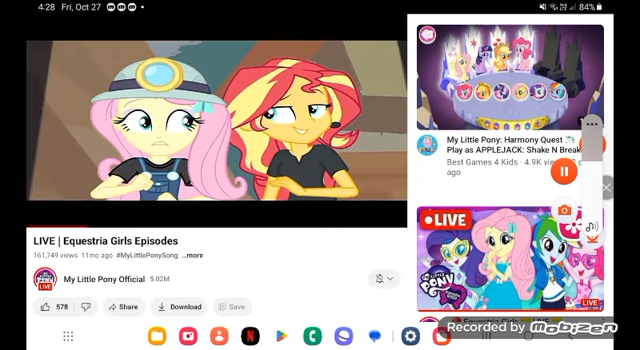 4:28 Fri, Oct 27
84%
LIVE | Equestria Girls Episodes
161,749 views 11mo ago #MyLittlePonySong ...more
My Little Pony Official 5.02M
LIVE
578
Share
Download
Save
My Little Pony: Harmony Quest
Play as APPLEJACK: Shake N Break
Best Games 4 Kids · 4.9K
ago
LIVE
MY LITTLE PONY
LIVE
Recorded by mobizen